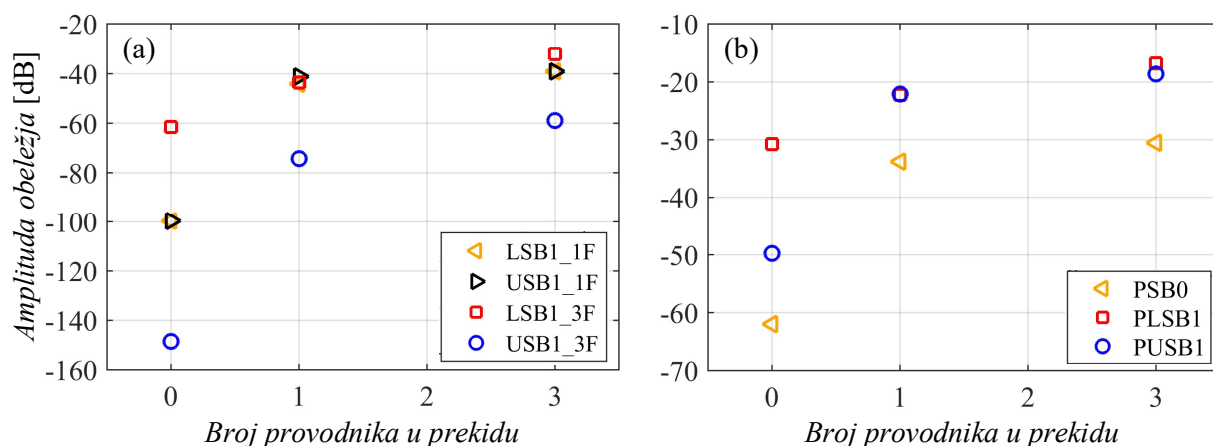 (a)
Amplituda obeležja [dB]
-20
-40
-60
-80
-100
-120
-140
-160
0 1 2 3
Broj provodnika u prekidu
LSB1_1F
USB1_1F
LSB1_3F
USB1_3F
(b)
-10
-20
-30
-40
-50
-60
-70
0 1 2 3
Broj provodnika u prekidu
PSB0
PLSB1
PUSB1